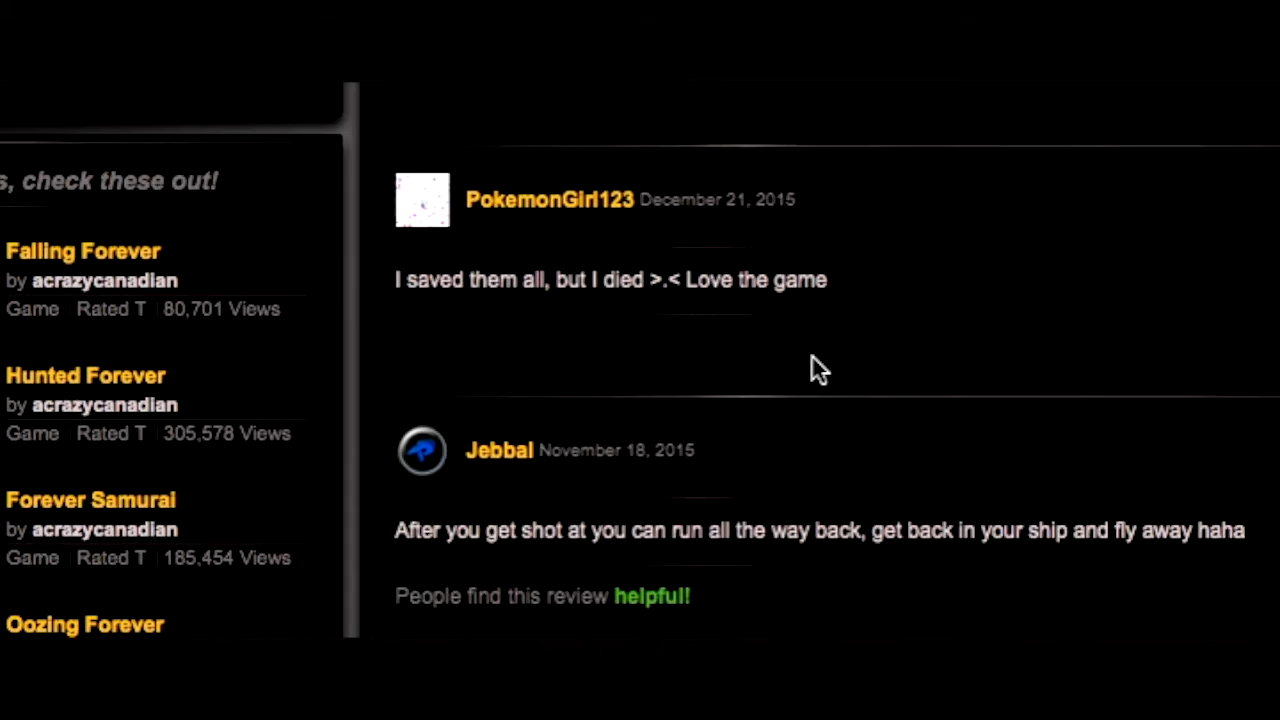 s, check these out!
Falling Forever
by acrazycanadian
Game Rated T 80,701 Views
Hunted Forever
by acrazycanadian
Game Rated T 305,578 Views
Forever Samurai
by acrazycanadian
Game Rated T 185,454 Views
Oozing Forever
PokemonGirl123 December 21, 2015
I saved them all, but I died >.< Love the game
Jebbal November 18, 2015
After you get shot at you can run all the way back, get back in your ship and fly away haha
People find this review helpful!